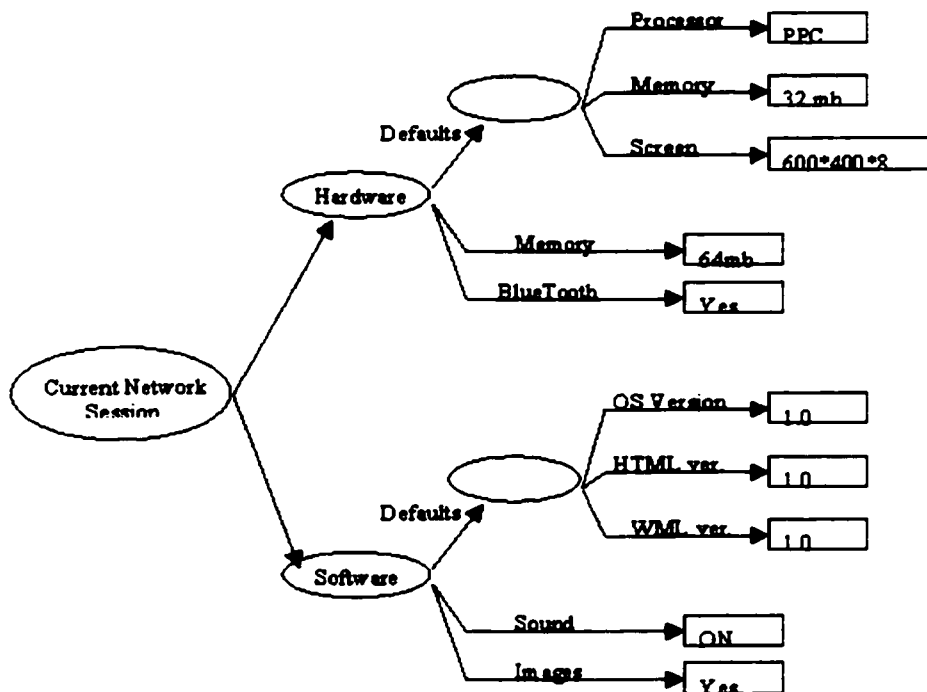 Processor
PPC
Memory
32 mb
Defaults
Screen
600*400*8
Hardware
Memory
64mb
BlueTooth
Yes
Current Network
Session
OS Version
1.0
HTML ver.
1.0
Defaults
WML ver.
1.0
Software
Sound
ON
Images
Yes